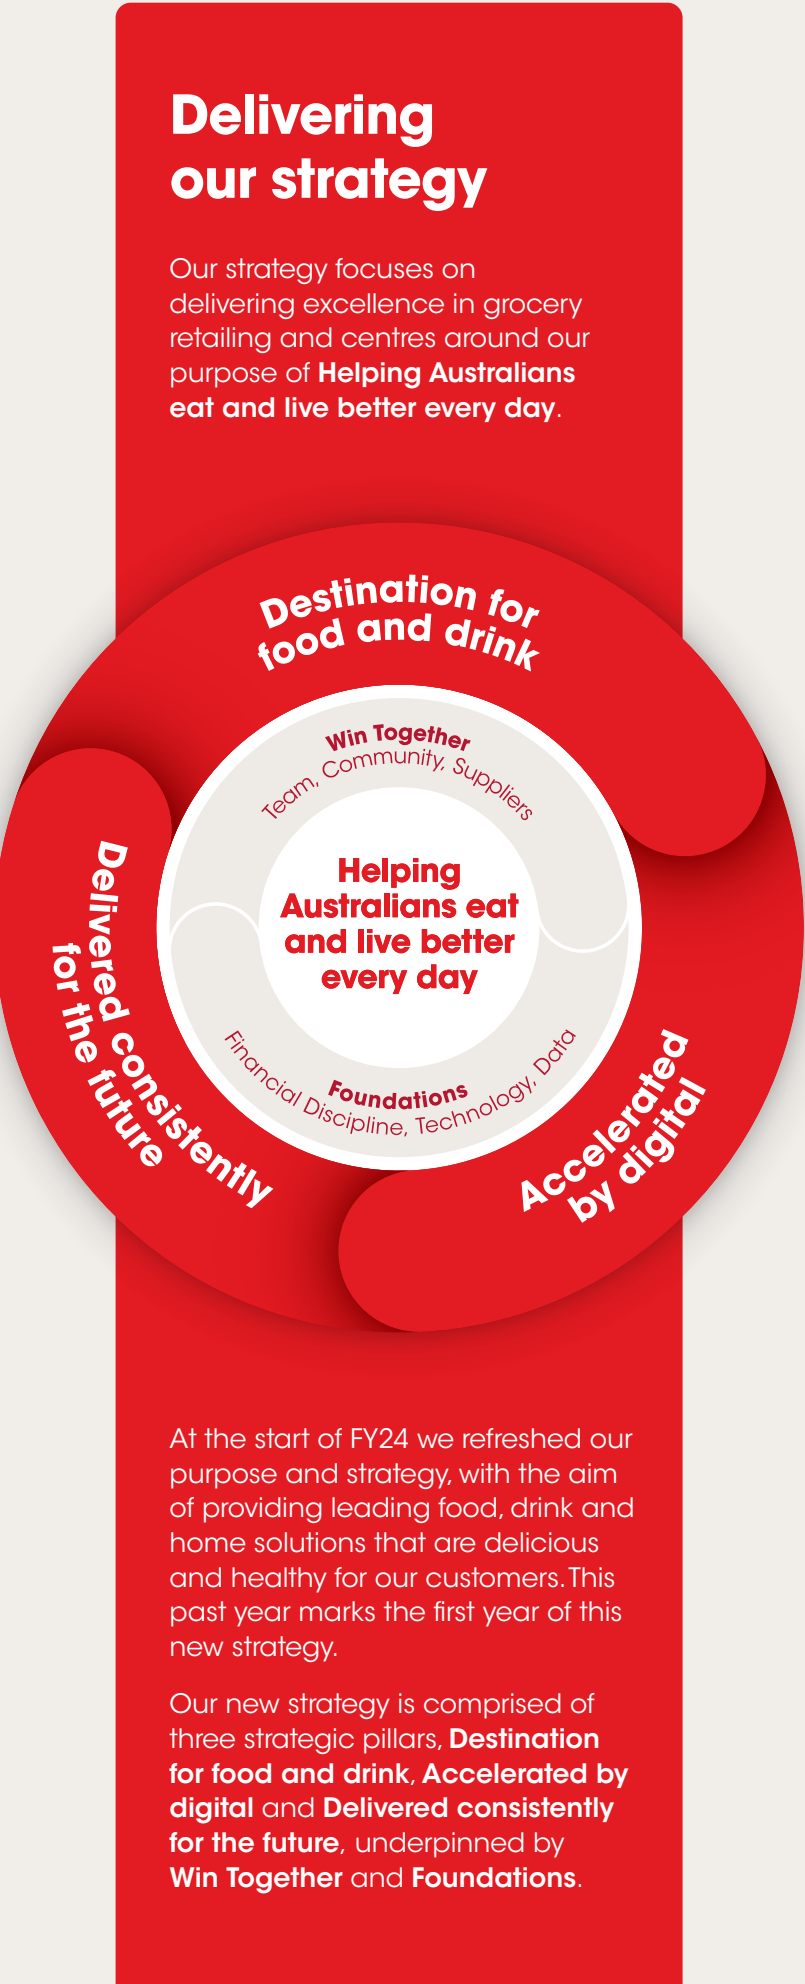 Delivering
our strategy
Our strategy focuses on
delivering excellence in grocery
retailing and centres around our
purpose of Helping Australians
eat and live better every day.
Destination for
food and drink
Win Together
Team, Community, Suppliers
Helping
Australians eat
and live better
every day
Foundations
Financial Discipline, Technology, Data
Accelerated
by digital
Delivered consistently
for the future
At the start of FY24 we refreshed our
purpose and strategy, with the aim
of providing leading food, drink and
home solutions that are delicious
and healthy for our customers. This
past year marks the first year of this
new strategy.
Our new strategy is comprised of
three strategic pillars, Destination
for food and drink, Accelerated by
digital and Delivered consistently
for the future, underpinned by
Win Together and Foundations.